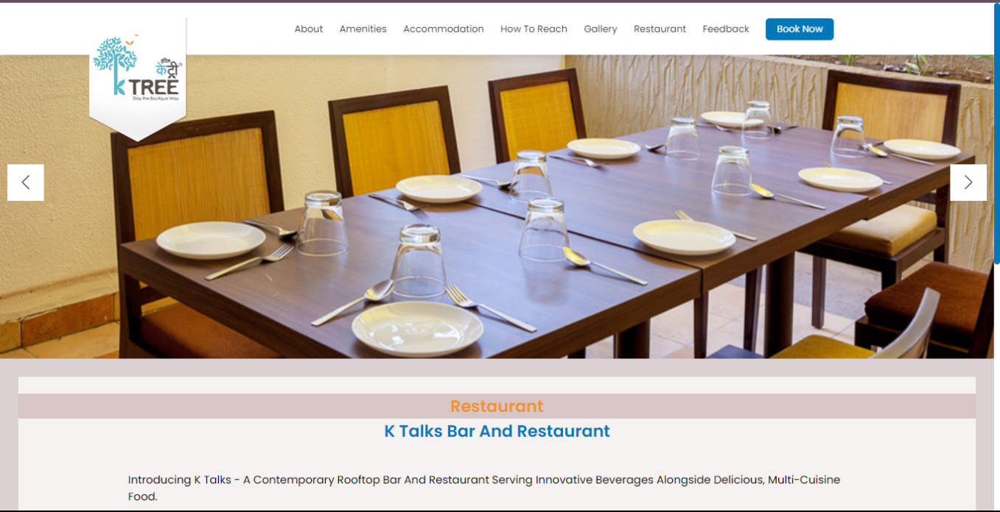 About Amenities Accommodation How To Reach Gallery Restaurant Feedback Book Now
हॉटेल
केट्री®
k TREE
Stay the Boutique Way
Restaurant
K Talks Bar And Restaurant
Introducing K Talks - A Contemporary Rooftop Bar And Restaurant Serving Innovative Beverages Alongside Delicious, Multi-Cuisine
Food.